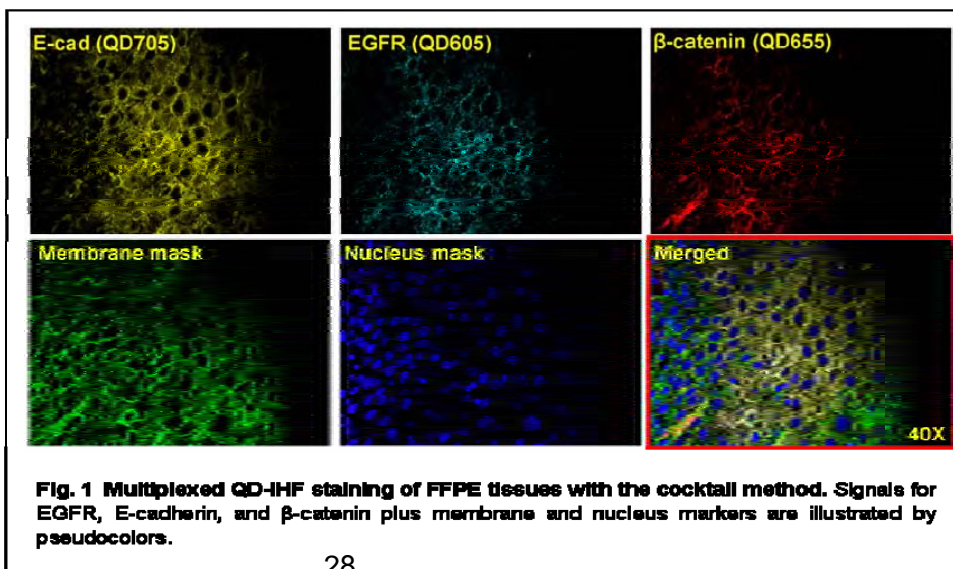 E-cad (QD705) EGFR (QD605) β-catenin (QD655)
Membrane mask Nucleus mask Merged
40X
Fig. 1 Multiplexed QD-IHF staining of FFPE tissues with the cocktail method. Signals for
EGFR, E-cadherin, and β-catenin plus membrane and nucleus markers are illustrated by
pseudocolors.
28